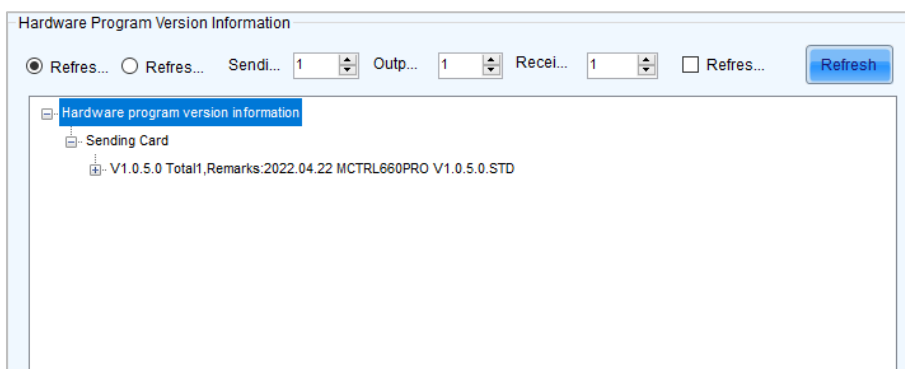 Hardware Program Version Information
Refres... Refres... Sendi... 1 Outp... 1 Recei... 1 Refres... Refresh
Hardware program version information
Sending Card
V1.0.5.0 Total1,Remarks:2022.04.22 MCTRL660PRO V1.0.5.0.STD